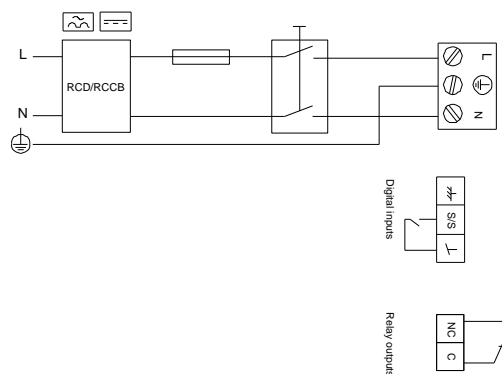 L
RCD/RCCB
N
L
N
Digital inputs
S/S
Relay outputs
NC
C